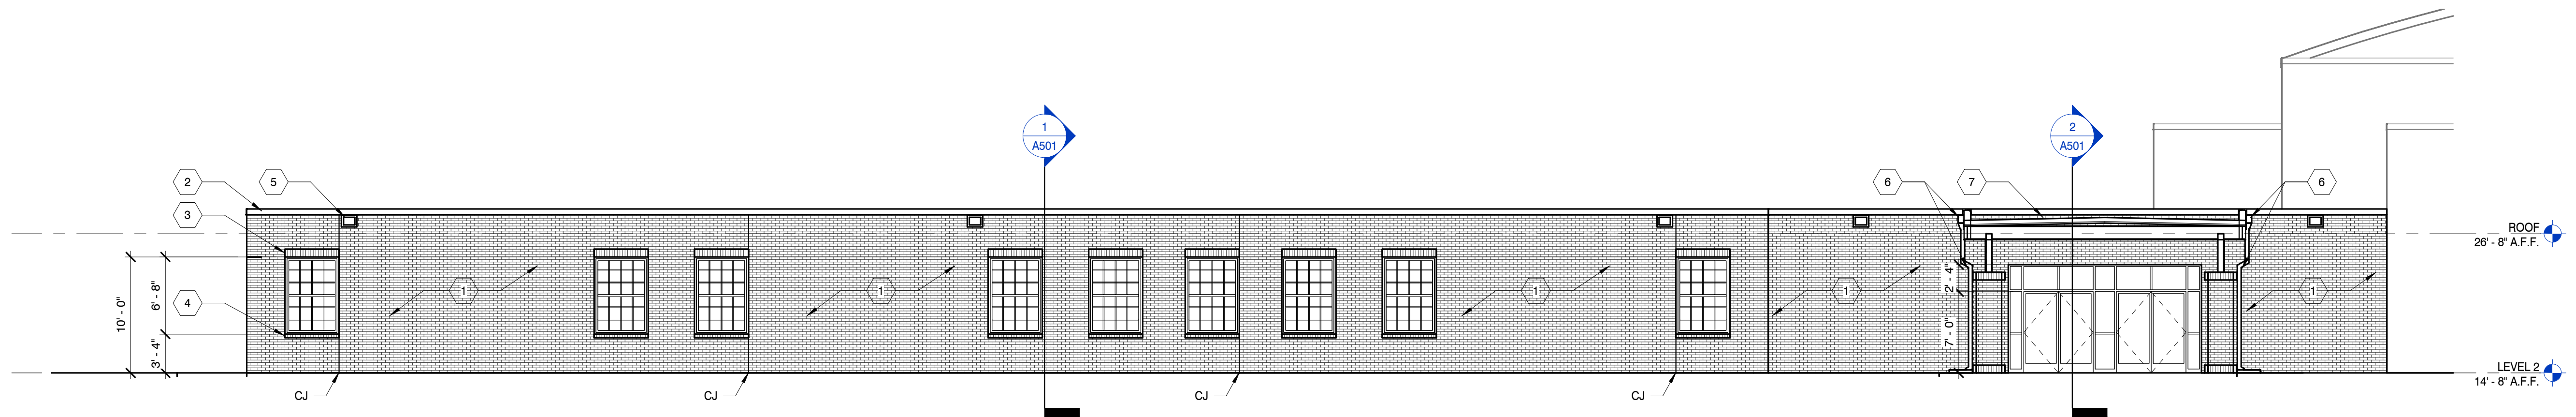 1
A501
2
A501
2
5
6
7
6
3
ROOF
26' - 8" A.F.F.
1
1
1
1
1
4
10' - 0"
6' - 8"
3' - 4"
2' - 4"
7' - 0"
LEVEL 2
14' - 8" A.F.F.
CJ
CJ
CJ
CJ